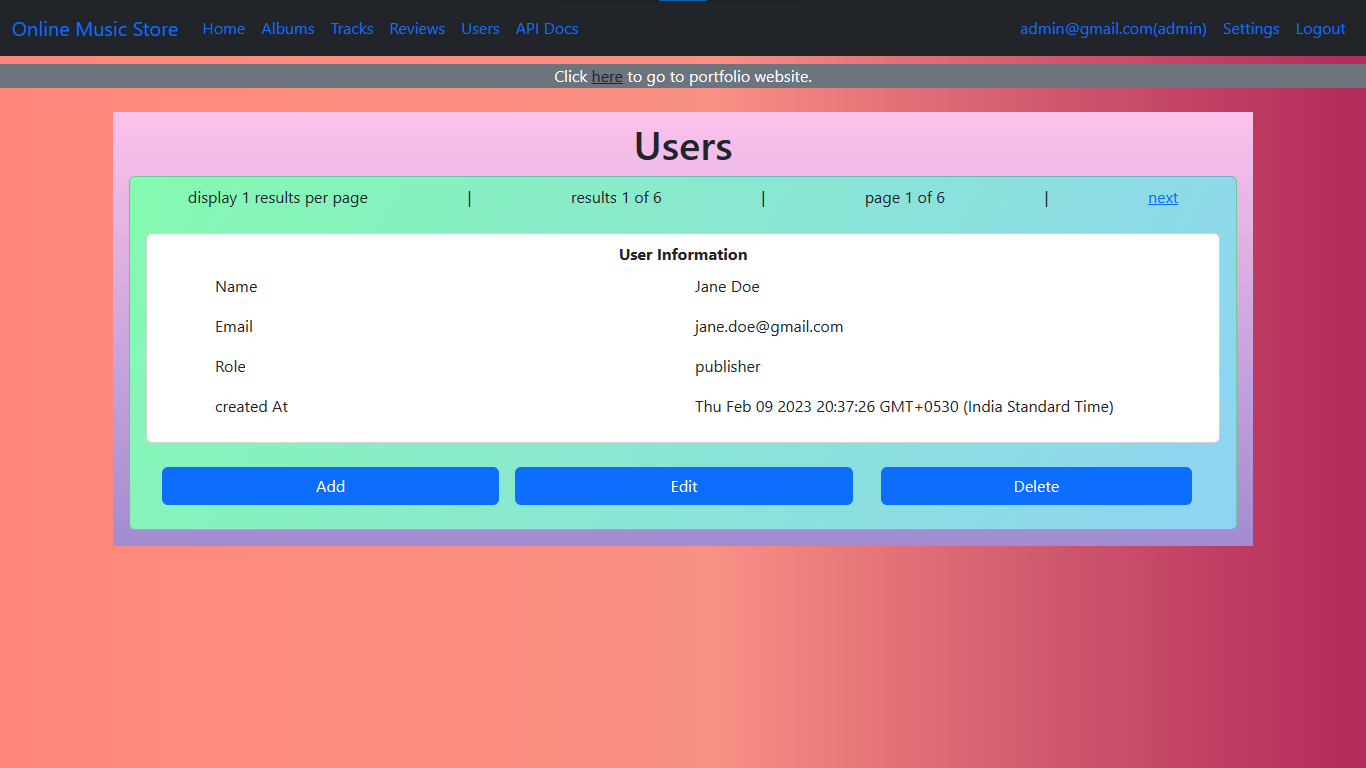 Online Music Store Home Albums Tracks Reviews Users API Docs admin@gmail.com(admin) Settings Logout
Click here to go to portfolio website.
Users
display 1 results per page | results 1 of 6 | page 1 of 6 | next
User Information
Name Jane Doe
Email jane.doe@gmail.com
Role publisher
created At Thu Feb 09 2023 20:37:26 GMT+0530 (India Standard Time)
Add Edit Delete